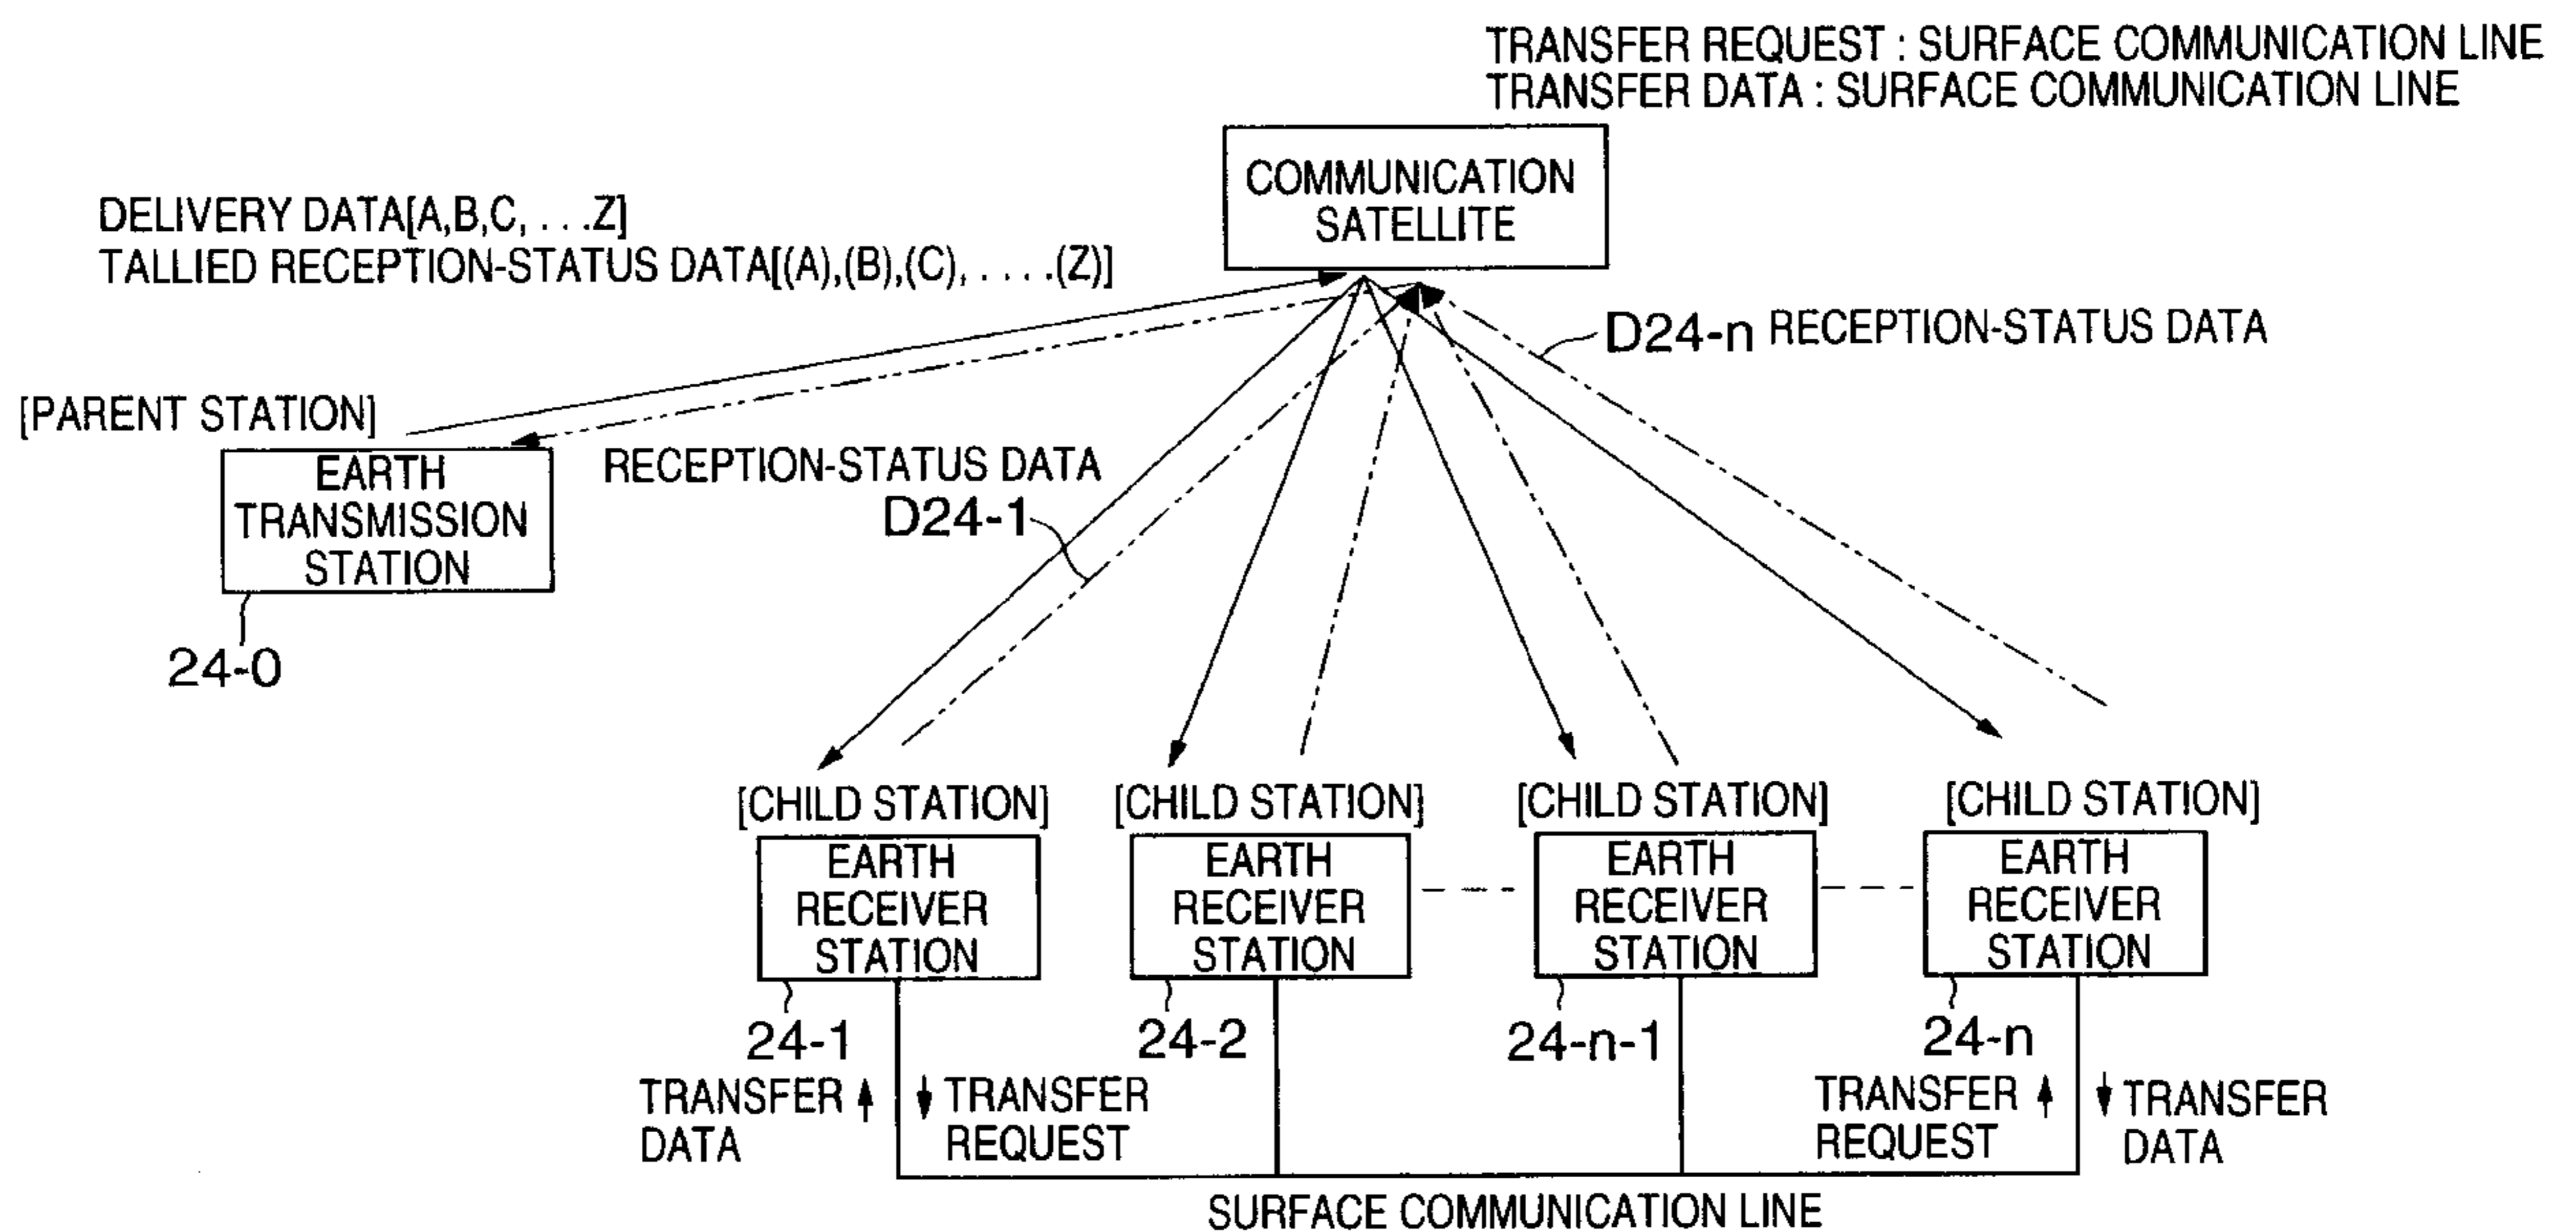 TRANSFER REQUEST : SURFACE COMMUNICATION LINE
TRANSFER DATA : SURFACE COMMUNICATION LINE
COMMUNICATION
SATELLITE
DELIVERY DATA[A,B,C, . . .Z]
TALLIED RECEPTION-STATUS DATA[(A),(B),(C), . . . .(Z)]
D24-n RECEPTION-STATUS DATA
[PARENT STATION]
EARTH
TRANSMISSION
STATION
24-0
RECEPTION-STATUS DATA
D24-1
[CHILD STATION]
EARTH
RECEIVER
STATION
24-1
[CHILD STATION]
EARTH
RECEIVER
STATION
24-2
[CHILD STATION]
EARTH
RECEIVER
STATION
24-n-1
[CHILD STATION]
EARTH
RECEIVER
STATION
24-n
TRANSFER
DATA
TRANSFER
REQUEST
TRANSFER
REQUEST
TRANSFER
DATA
SURFACE COMMUNICATION LINE